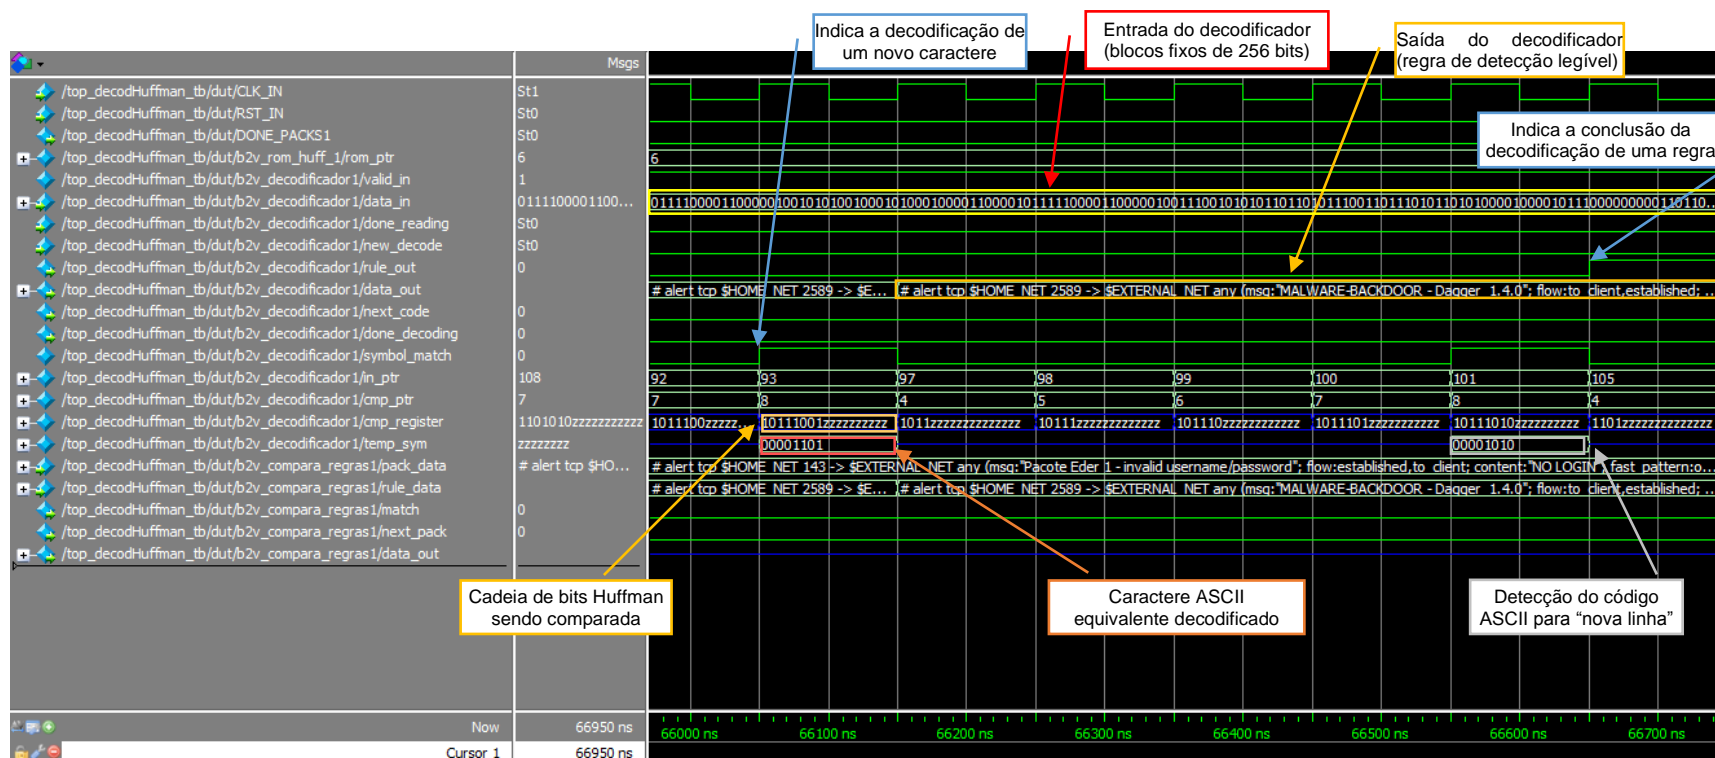 Indica a decodificação de
um novo caractere
Entrada do decodificador
(blocos fixos de 256 bits)
Saída do decodificador
(regra de detecção legível)
Msgs
/top_decodHuffman_tb/dut/CLK_IN St1
/top_decodHuffman_tb/dut/RST_IN St0
/top_decodHuffman_tb/dut/DONE_PACKS1 St0
Indica a conclusão da
decodificação de uma regra
/top_decodHuffman_tb/dut/b2v_rom_huff_1/rom_ptr 6 6
/top_decodHuffman_tb/dut/b2v_decodificador1/valid_in 1
/top_decodHuffman_tb/dut/b2v_decodificador1/data_in 0111100001100...
/top_decodHuffman_tb/dut/b2v_decodificador1/done_reading St0
/top_decodHuffman_tb/dut/b2v_decodificador1/new_decode St0
/top_decodHuffman_tb/dut/b2v_decodificador1/rule_out 0
/top_decodHuffman_tb/dut/b2v_decodificador1/data_out # alert tcp $HOME_NET 2589 -> $E... # alert tcp $HOME_NET 2589 -> $EXTERNAL_NET any (msg:"MALWARE-BACKDOOR - Dagger_1.4.0"; flow:to_client,established; ...
/top_decodHuffman_tb/dut/b2v_decodificador1/next_code 0
/top_decodHuffman_tb/dut/b2v_decodificador1/done_decoding 0
/top_decodHuffman_tb/dut/b2v_decodificador1/symbol_match 0
/top_decodHuffman_tb/dut/b2v_decodificador1/in_ptr 108 92 93 97 98 99 100 101 105
/top_decodHuffman_tb/dut/b2v_decodificador1/cmp_ptr 7 7 8 4 5 6 7 8 4
/top_decodHuffman_tb/dut/b2v_decodificador1/cmp_register 1101010zzzzzzzzzzz 1011100zzzzz... 10111001zzzzzzzzzz 1011zzzzzzzzzzzzzz 10111zzzzzzzzzzzzz 101110zzzzzzzzzzzz 1011101zzzzzzzzzzz 10111010zzzzzzzzzz 1101zzzzzzzzzzzzzz
/top_decodHuffman_tb/dut/b2v_decodificador1/temp_sym zzzzzzzz 00001101 00001010
/top_decodHuffman_tb/dut/b2v_compara_regras1/pack_data # alert tcp $HO... # alert tcp $HOME_NET 143 -> $EXTERNAL_NET any (msg:"Pacote Eder 1 - invalid username/password"; flow:established,to_client; content:"NO LOGIN"; fast_pattern:o...
/top_decodHuffman_tb/dut/b2v_compara_regras1/rule_data # alert tcp $HOME_NET 2589 -> $E... # alert tcp $HOME_NET 2589 -> $EXTERNAL_NET any (msg:"MALWARE-BACKDOOR - Dagger_1.4.0"; flow:to_client,established; ...
/top_decodHuffman_tb/dut/b2v_compara_regras1/match 0
/top_decodHuffman_tb/dut/b2v_compara_regras1/next_pack 0
/top_decodHuffman_tb/dut/b2v_compara_regras1/data_out
Cadeia de bits Huffman
sendo comparada
Caractere ASCII
equivalente decodificado
Detecção do código
ASCII para “nova linha”
Now 66950 ns 66000 ns 66100 ns 66200 ns 66300 ns 66400 ns 66500 ns 66600 ns 66700 ns
Cursor 1 66950 ns